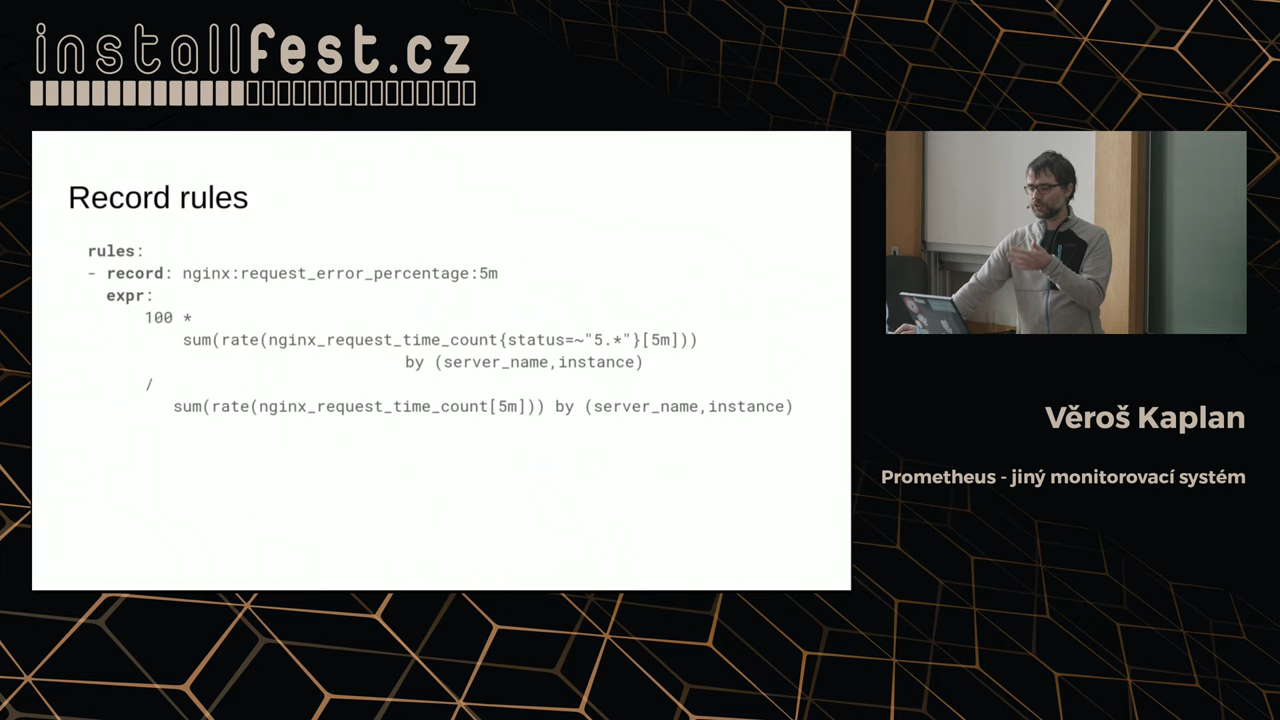 installfest.cz
Record rules
rules:
- record: nginx:request_error_percentage:5m
expr:
100 *
sum(rate(nginx_request_time_count{status=~"5.*"}[5m]))
by (server_name,instance)
/
sum(rate(nginx_request_time_count[5m])) by (server_name,instance)
Věroš Kaplan
Prometheus - jiný monitorovací systém